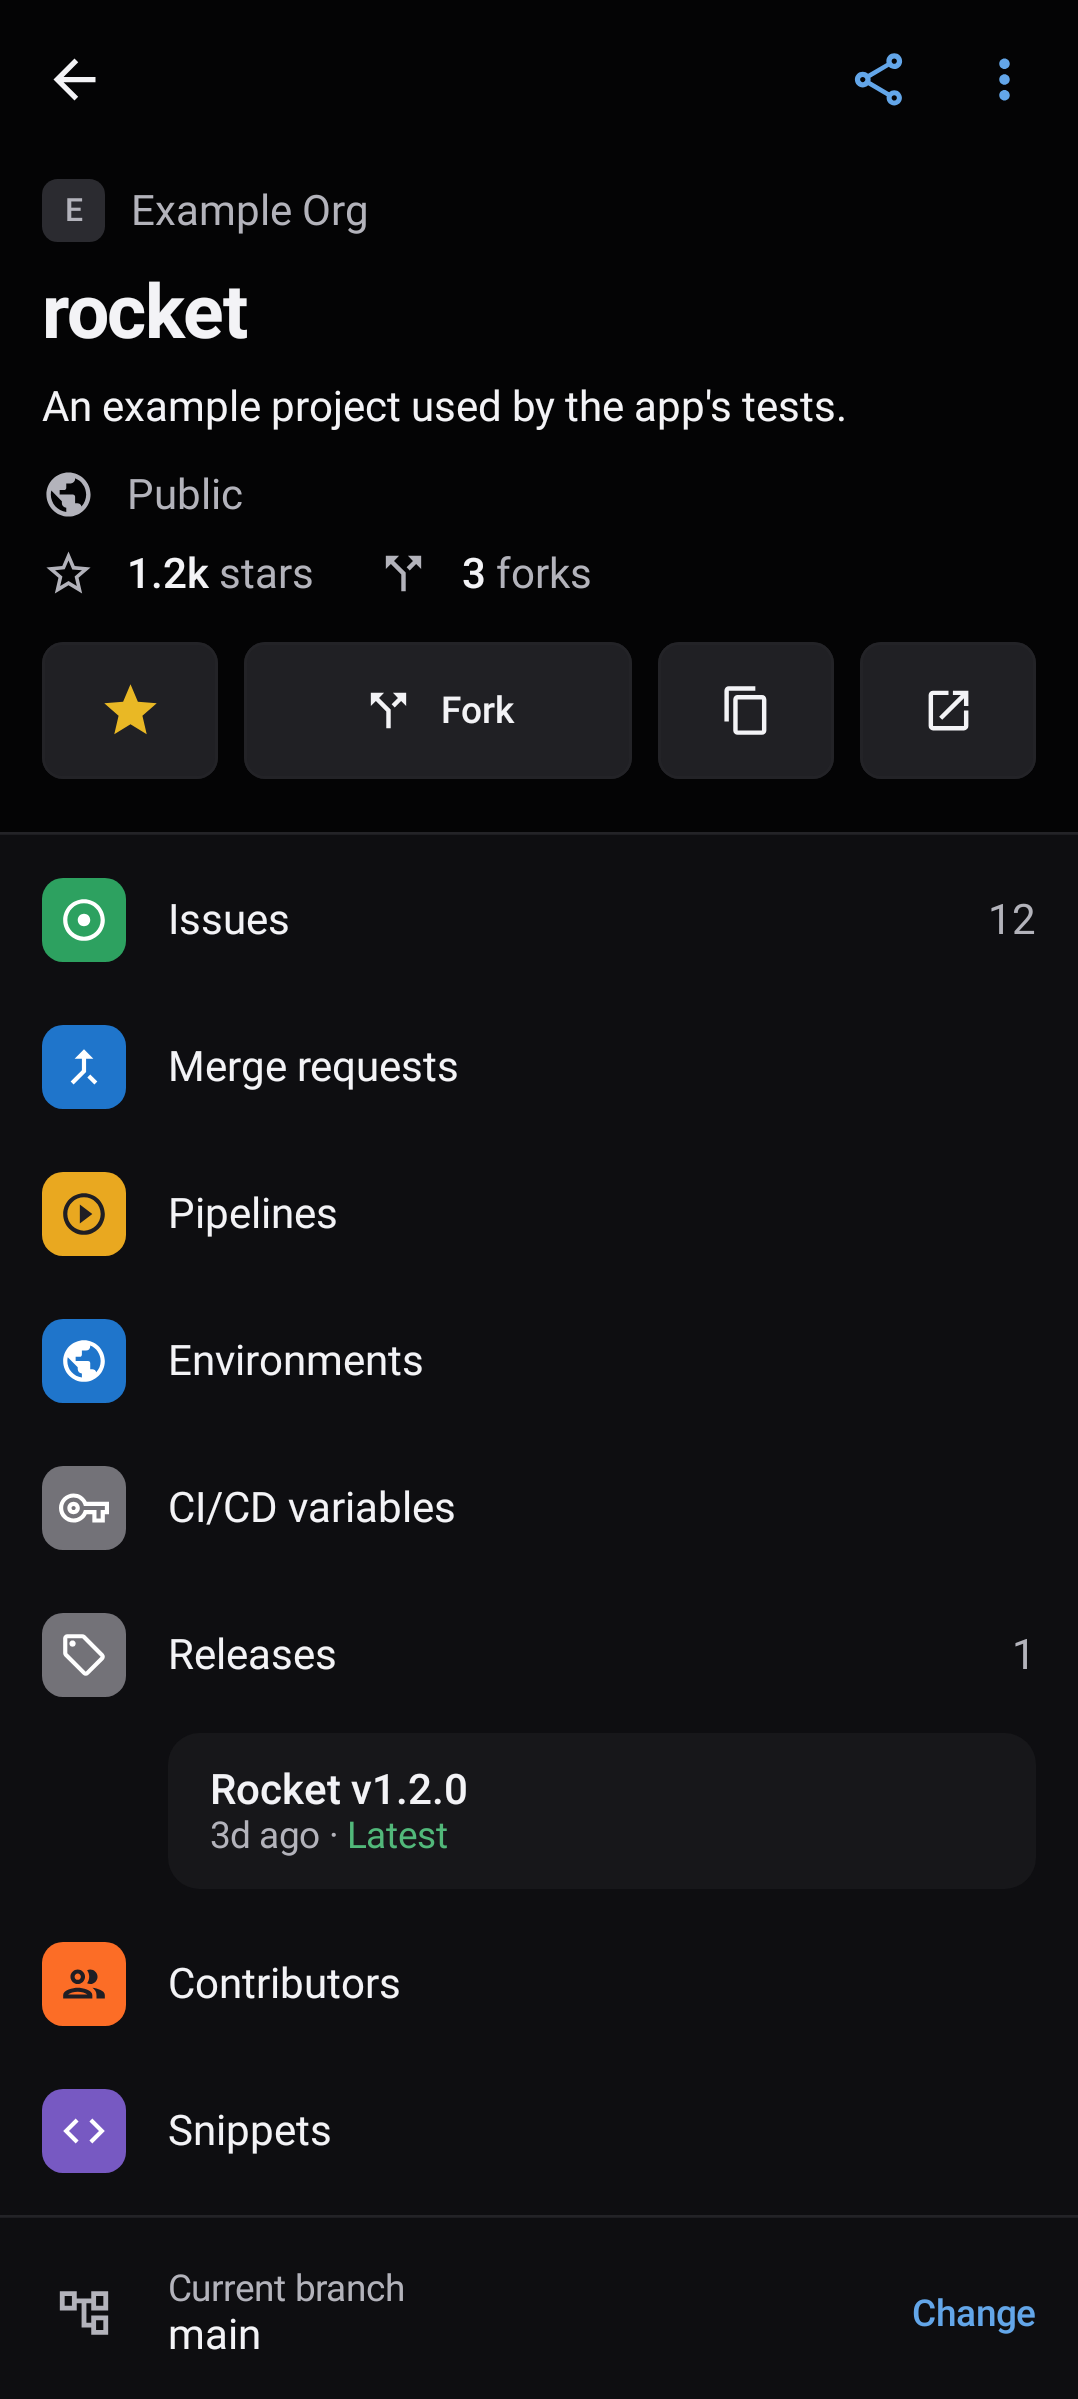 E Example Org
rocket
An example project used by the app's tests.
Public
1.2k stars 3 forks
Fork
Issues 12
Merge requests
Pipelines
Environments
CI/CD variables
Releases 1
Rocket v1.2.0
3d ago · Latest
Contributors
Snippets
Current branch
main
Change